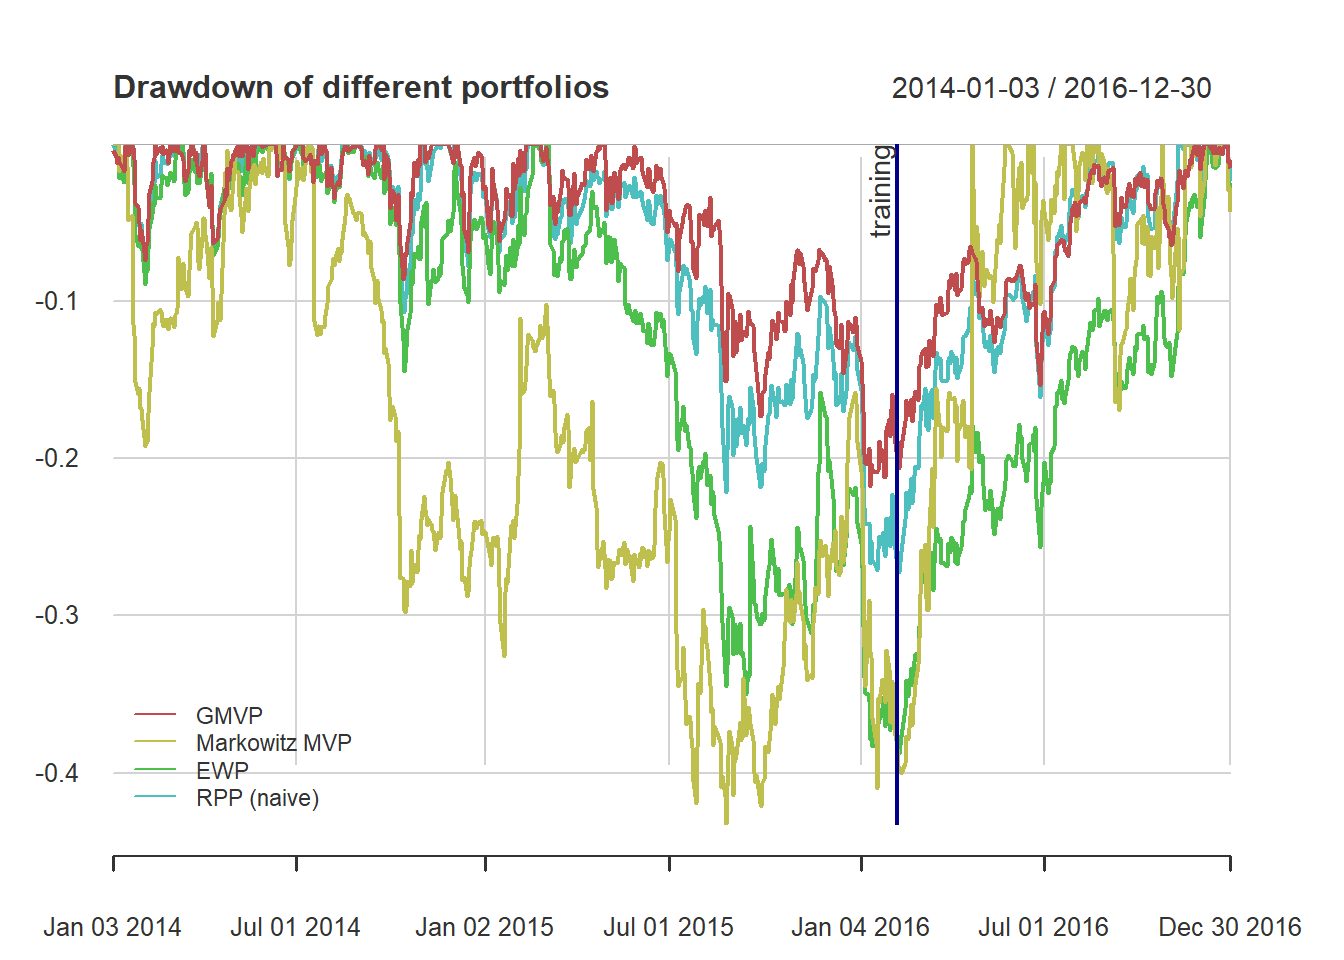 Drawdown of different portfolios
2014-01-03 / 2016-12-30
training
-0.1
-0.2
-0.3
-0.4
GMVP
Markowitz MVP
EWP
RPP (naive)
Jan 03 2014
Jul 01 2014
Jan 02 2015
Jul 01 2015
Jan 04 2016
Jul 01 2016
Dec 30 2016